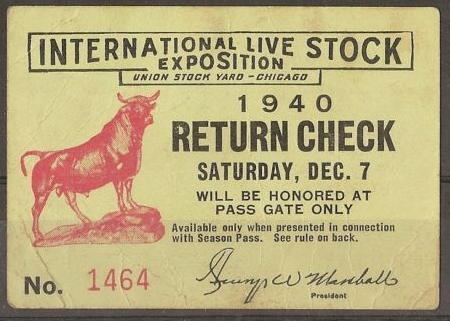 INTERNATIONAL LIVE STOCK
EXPOSITION
UNION STOCK YARD - CHICAGO
1940
RETURN CHECK
SATURDAY, DEC. 7
WILL BE HONORED AT
PASS GATE ONLY
Available only when presented in connection
with Season Pass. See rule on back.
No. 1464
W Marshall
President